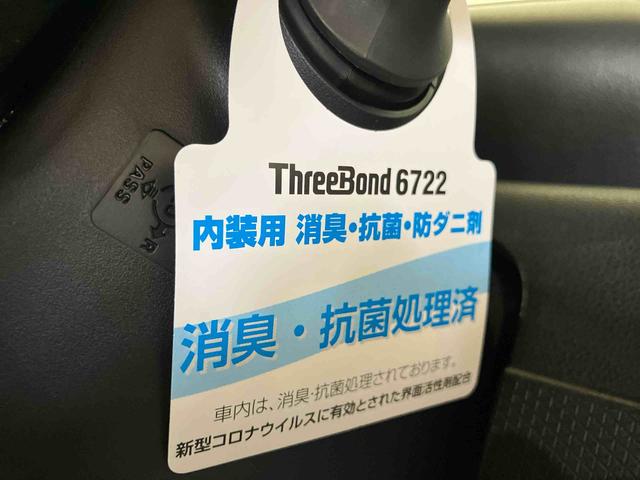 ThreeBond 6722
内装用 消臭・抗菌・防ダニ剤
消臭・抗菌処理済
車内は、消臭・抗菌処理されております。
新型コロナウイルスに有効とされた界面活性剤配合
PASS